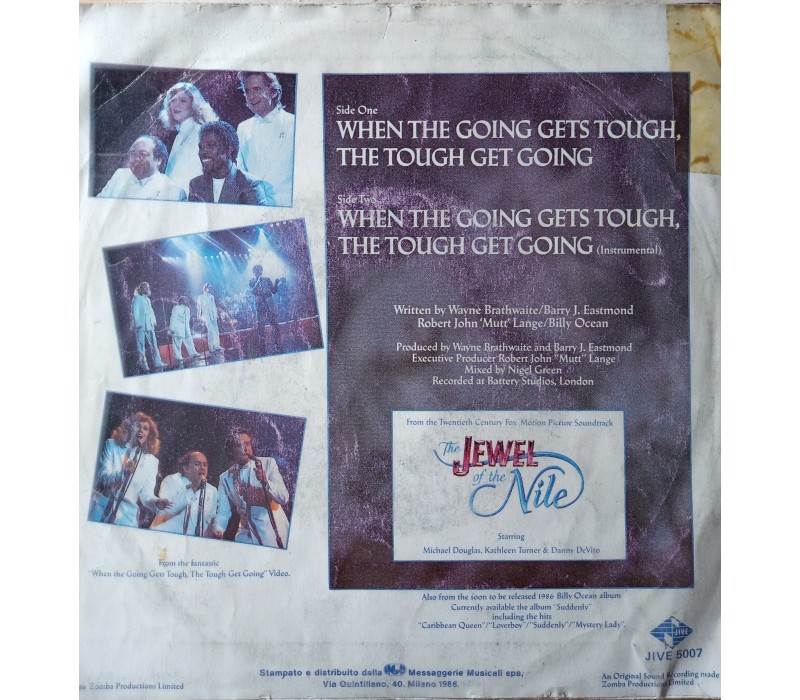 Side One
WHEN THE GOING GETS TOUGH,
THE TOUGH GET GOING
Side Two
WHEN THE GOING GETS TOUGH,
THE TOUGH GET GOING (Instrumental)
Written by Wayne Brathwaite/Barry J. Eastmond
Robert John 'Mutt' Lange/Billy Ocean
Produced by Wayne Brathwaite and Barry J. Eastmond
Executive Producer Robert John "Mutt" Lange
Mixed by Nigel Green
Recorded at Battery Studios, London
From the Twentieth Century Fox Motion Picture Soundtrack
The JEWEL
of the Nile
Starring
Michael Douglas, Kathleen Turner & Danny DeVito
From the fantastic
"When the Going Gets Tough, The Tough Get Going" Video.
Also from the soon to be released 1986 Billy Ocean album
Currently available the album "Suddenly"
including the hits
"Caribbean Queen"/"Loverboy"/"Suddenly"/"Mystery Lady".
JIVE
JIVE 5007
Zomba Productions Limited
Stampato e distribuito dalla Messaggerie Musicali spa,
Via Quintiliano, 40. Milano 1986.
An Original Sound Recording made
Zomba Productions Limited